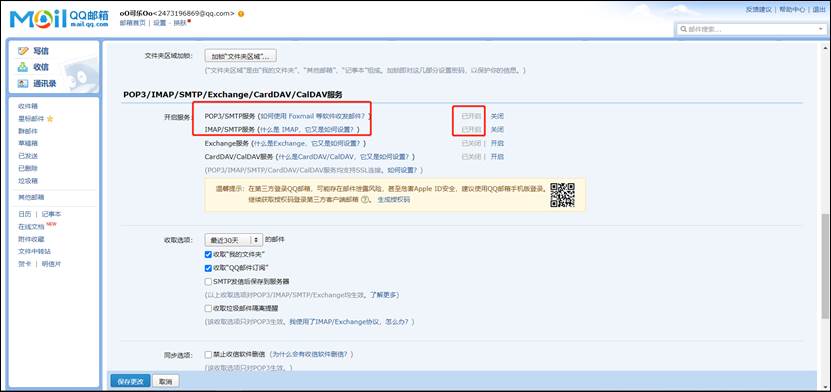 Mail QQ邮箱 mail.qq.com
o0可乐0o<2473196869@qq.com>
邮箱首页 | 设置 - 换肤
反馈建议 | 帮助中心 | 退出
邮件搜索...
写信
收信
通讯录
收件箱
星标邮件
群邮件
草稿箱
已发送
已删除
垃圾箱
其他邮箱
日历 | 记事本
在线文档 NEW
附件收藏
文件中转站
贺卡 | 明信片
文件夹区域加锁: 加锁“文件夹区域”...
(“文件夹区域”是由“我的文件夹”、“其他邮箱”、“记事本”组成。加锁即对这几部分设置密码,以保护你的信息。)
POP3/IMAP/SMTP/Exchange/CardDAV/CalDAV服务
开启服务: POP3/SMTP服务 (如何使用 Foxmail 等软件收发邮件?) 已开启 | 关闭
IMAP/SMTP服务 (什么是 IMAP,它又是如何设置?) 已开启 | 关闭
Exchange服务 (什么是Exchange,它又是如何设置?) 已关闭 | 开启
CardDAV/CalDAV服务 (什么是CardDAV/CalDAV,它又是如何设置?) 已关闭 | 开启
(POP3/IMAP/SMTP/CardDAV/CalDAV服务均支持SSL连接。如何设置?)
温馨提示: 在第三方登录QQ邮箱,可能存在邮件泄露风险,甚至危害Apple ID安全,建议使用QQ邮箱手机版登录。
继续获取授权码登录第三方客户端邮箱 ? 。 生成授权码
收取选项: 最近30天 的邮件
收取“我的文件夹”
收取“QQ邮件订阅”
SMTP发信后保存到服务器
(以上收取选项对POP3/IMAP/SMTP/Exchange均生效。了解更多)
收取垃圾邮件隔离提醒
(该收取选项只对POP3生效。我使用了IMAP/Exchange协议,怎么办?)
同步选项: 禁止收信软件删信 (为什么会有收信软件删信?)
(该收取选项只对POP3生效。)
保存更改 取消